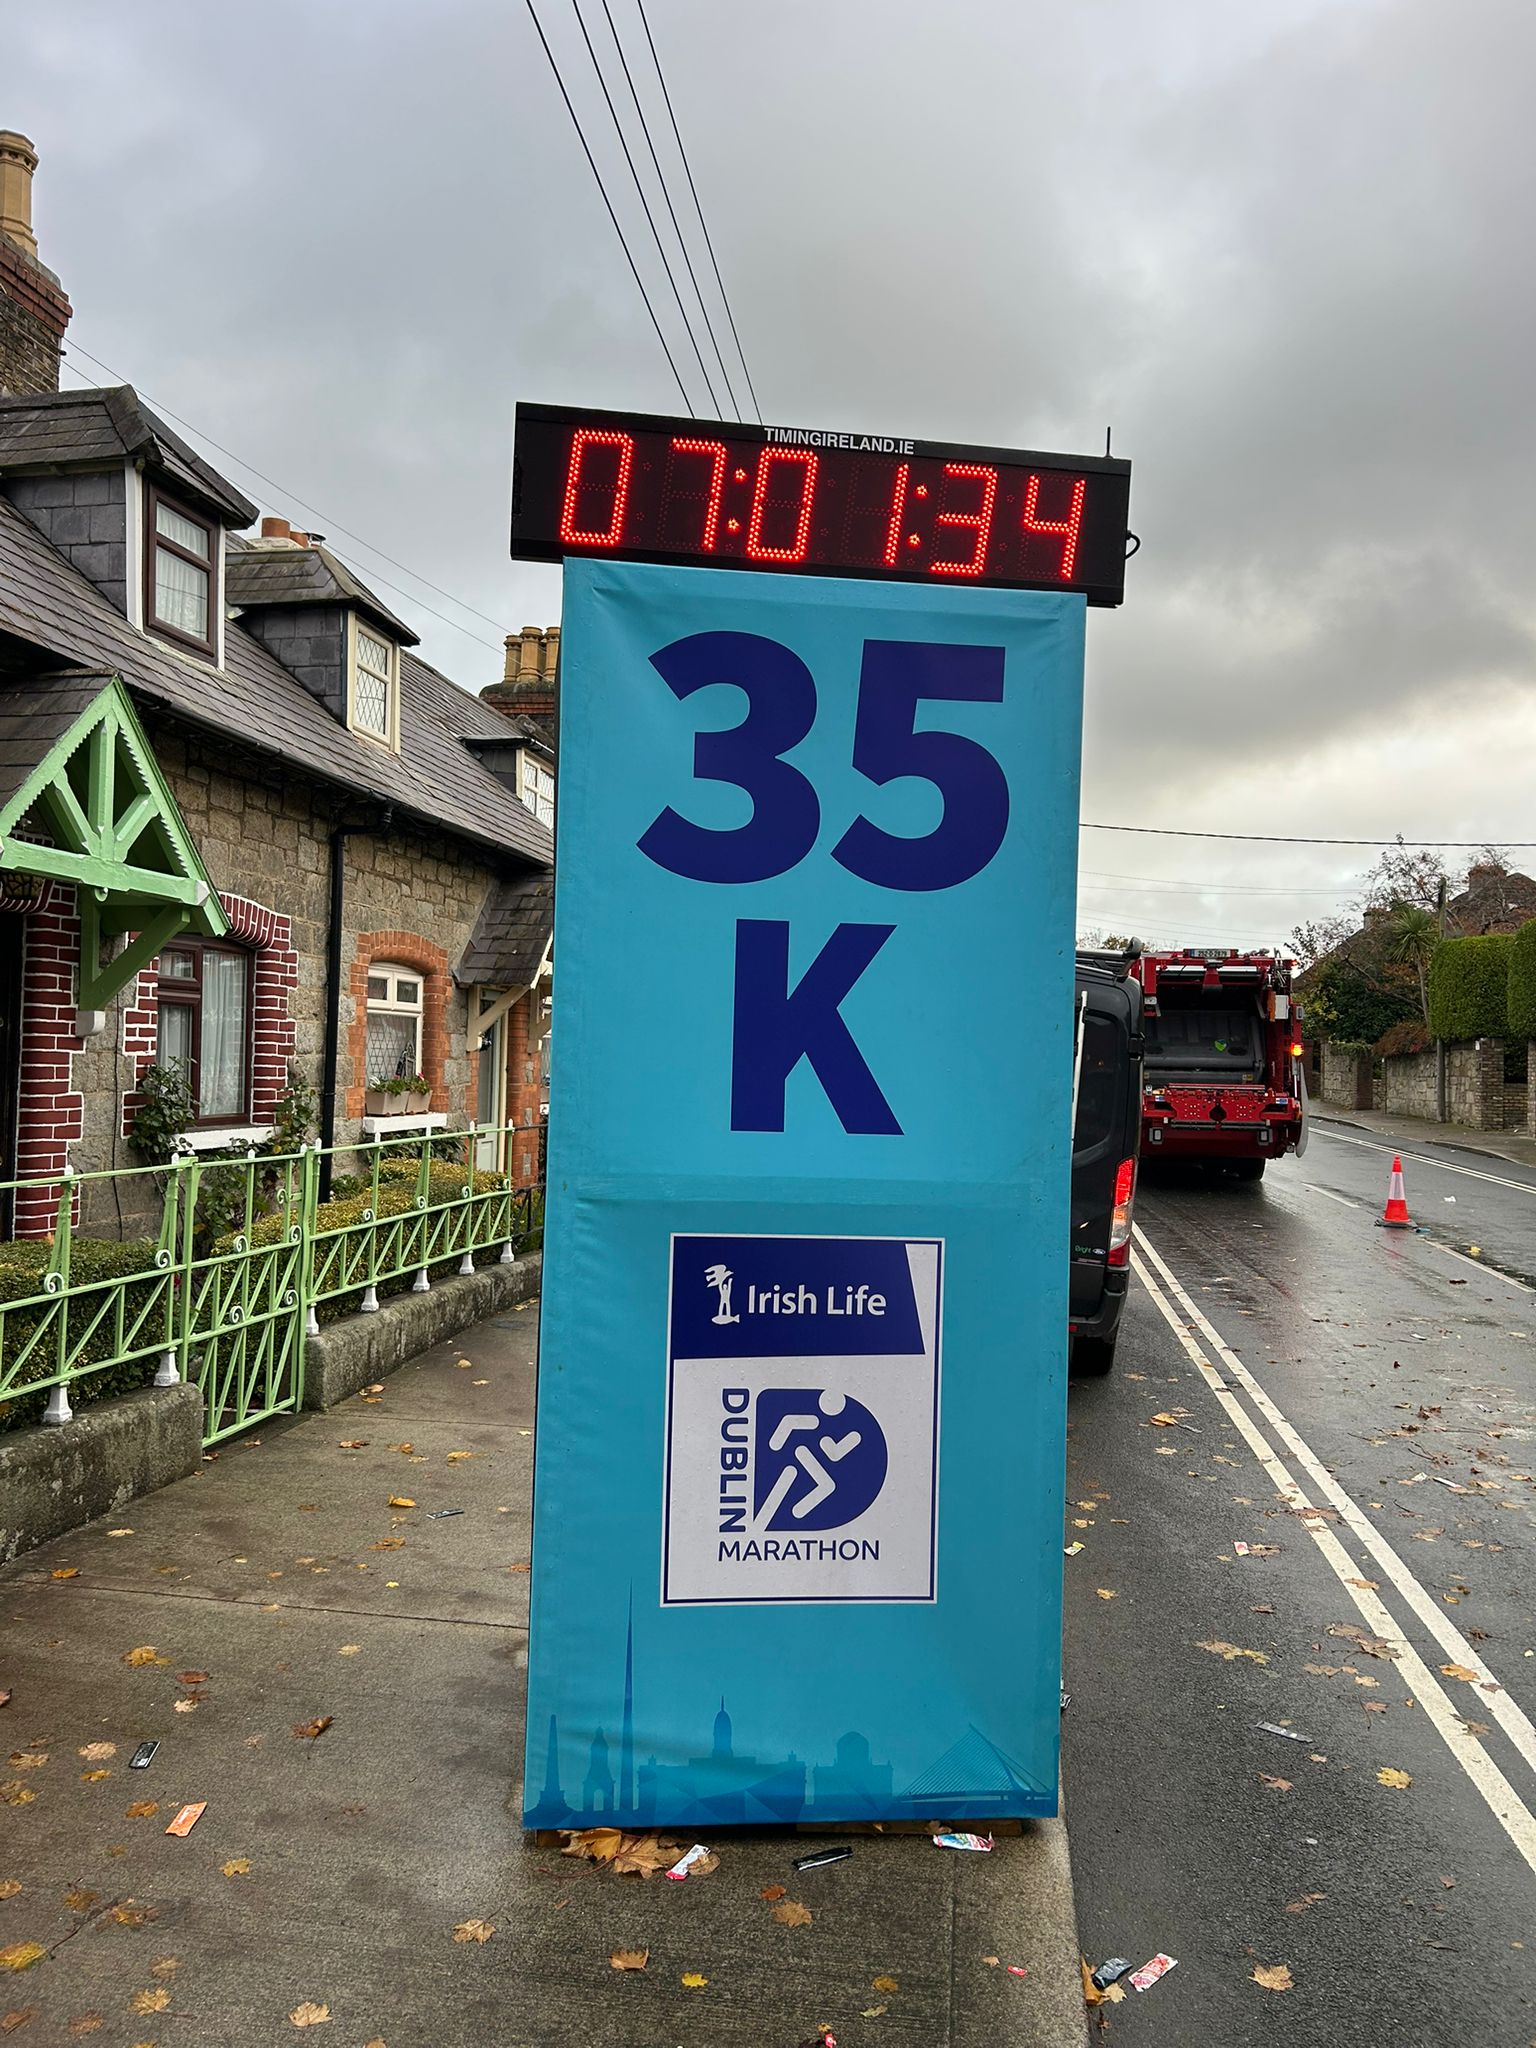 TIMINGIRELAND.IE
07:01:34
35
K
Irish Life
DUBLIN
MARATHON